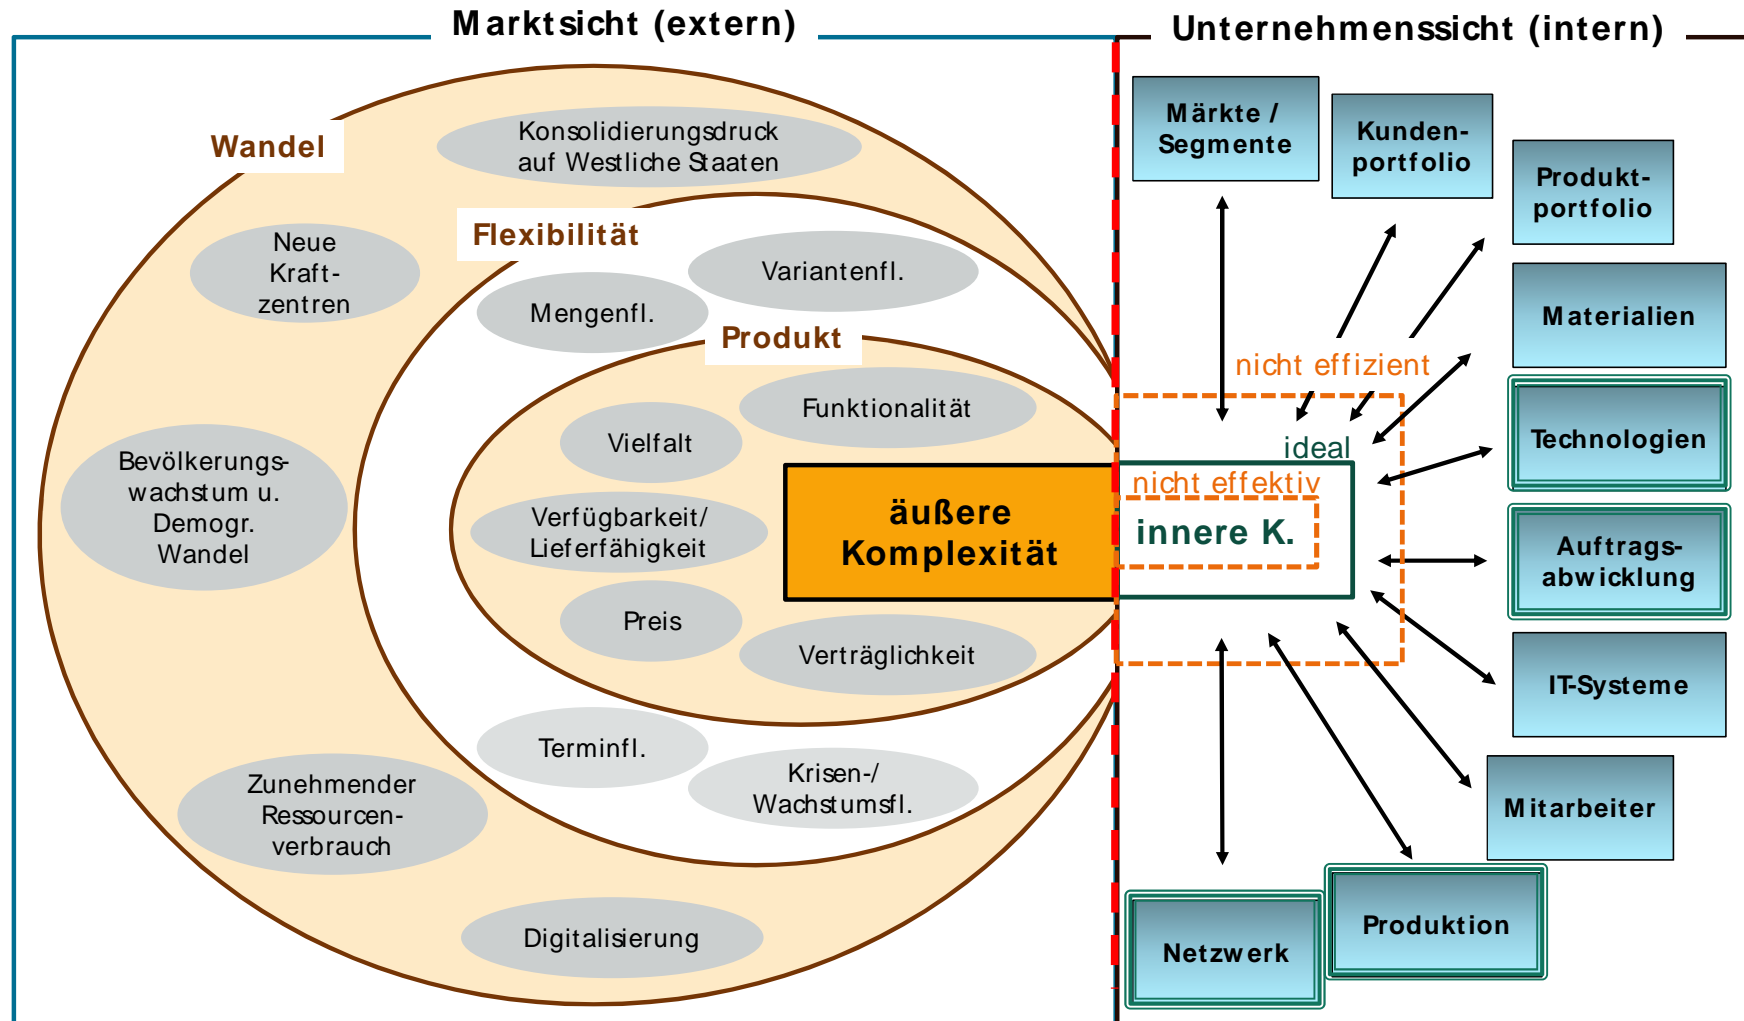 Marktsicht (extern)
Unternehmenssicht (intern)
Wandel
Konsolidierungsdruck
auf Westliche Staaten
Neue
Kraft-
zentren
Bevölkerungs-
wachstum u.
Demogr.
Wandel
Zunehmender
Ressourcen-
verbrauch
Digitalisierung
Flexibilität
Variantenfl.
Mengenfl.
Terminfl.
Krisen-/
Wachstumsfl.
Produkt
Funktionalität
Vielfalt
Verfügbarkeit/
Lieferfähigkeit
Preis
Verträglichkeit
äußere
Komplexität
nicht effizient
ideal
nicht effektiv
innere K.
Märkte /
Segmente
Kunden-
portfolio
Produkt-
portfolio
Materialien
Technologien
Auftrags-
abwicklung
IT-Systeme
Mitarbeiter
Produktion
Netzwerk